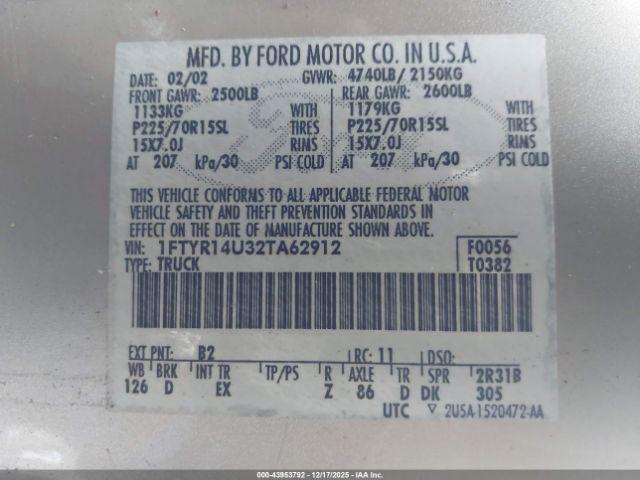 MFD. BY FORD MOTOR CO. IN U.S.A.
DATE: 02/02 GVWR: 4740LB/ 2150KG
FRONT GAWR: 2500LB REAR GAWR: 2600LB
1133KG WITH 1179KG WITH
P225/70R15SL TIRES P225/70R15SL TIRES
15X7.0J RIMS 15X7.0J RIMS
AT 207 kPa/30 PSI COLD AT 207 kPa/30 PSI COLD
THIS VEHICLE CONFORMS TO ALL APPLICABLE FEDERAL MOTOR
VEHICLE SAFETY AND THEFT PREVENTION STANDARDS IN
EFFECT ON THE DATE OF MANUFACTURE SHOWN ABOVE.
VIN: 1FTYR14U32TA62912 F0056
TYPE: TRUCK T0382
EXT PNT: B2 RC: 11 DSO:
WB BRK INT TR TP/PS R AXLE TR SPR 2R31B
126 D EX Z 86 D DK 305
UTC ▽ 2USA-1520472-AA
000-43953792 - 12/17/2025 - IAAI.COM